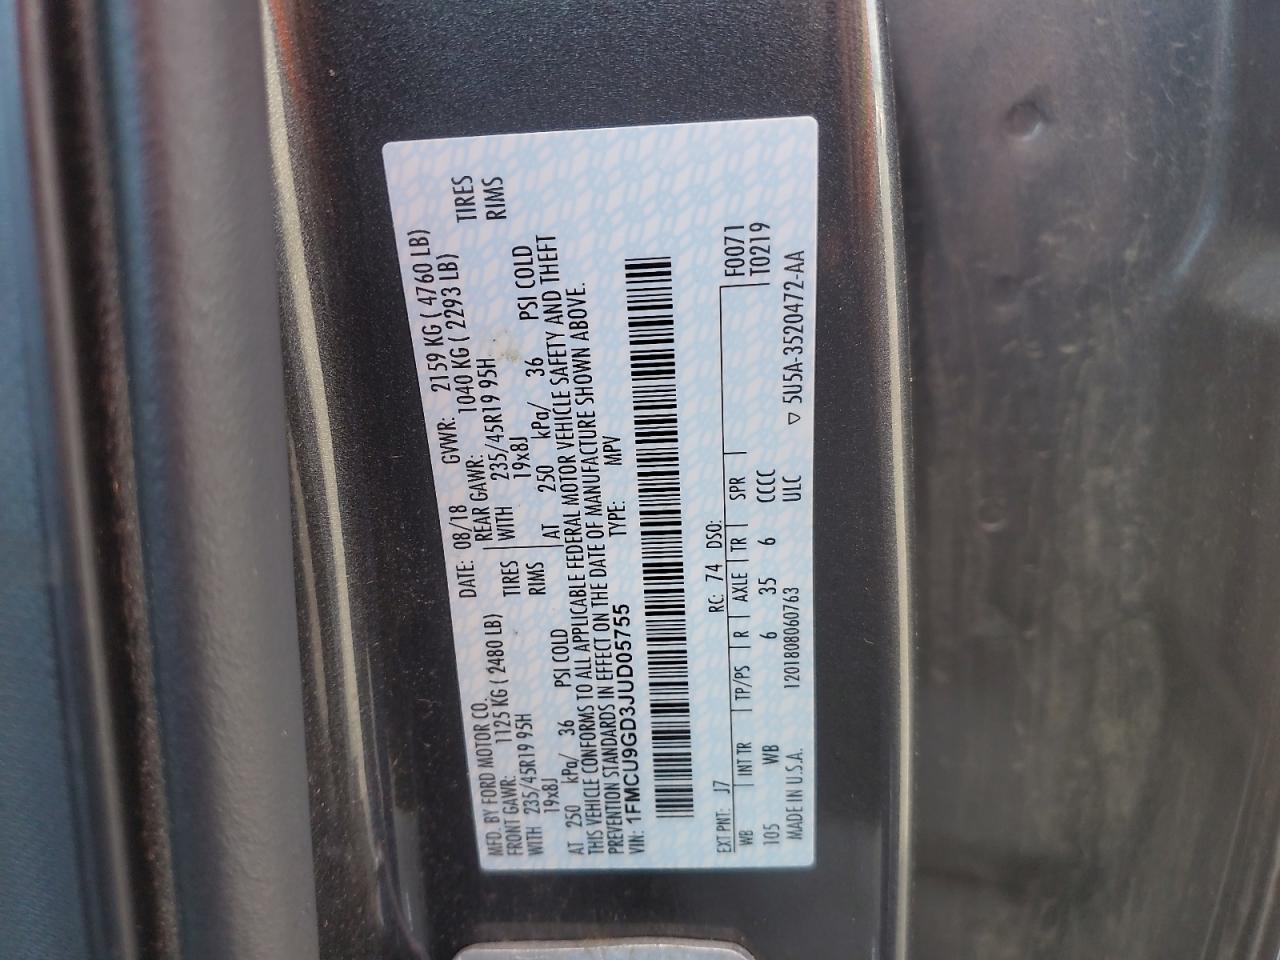 MFD. BY FORD MOTOR CO. DATE: 08/18 GVWR: 2159 KG ( 4760 LB)
FRONT GAWR: 1125 KG ( 2480 LB) REAR GAWR: 1040 KG ( 2293 LB)
WITH 235/45R19 95H TIRES WITH 235/45R19 95H TIRES
19x8J RIMS 19x8J RIMS
AT 250 kPa/ 36 PSI COLD AT 250 kPa/ 36 PSI COLD
THIS VEHICLE CONFORMS TO ALL APPLICABLE FEDERAL MOTOR VEHICLE SAFETY AND THEFT
PREVENTION STANDARDS IN EFFECT ON THE DATE OF MANUFACTURE SHOWN ABOVE.
VIN: 1FMCU9GD3JUD05755 TYPE: MPV
EXT PNT: J7 RC: 74 DSO: F0071
WB INT TR TP/PS R AXLE TR SPR T0219
105 WB 6 35 6 CCCC
MADE IN U.S.A. 1201808060763 ULC
▽ 5U5A-3520472-AA